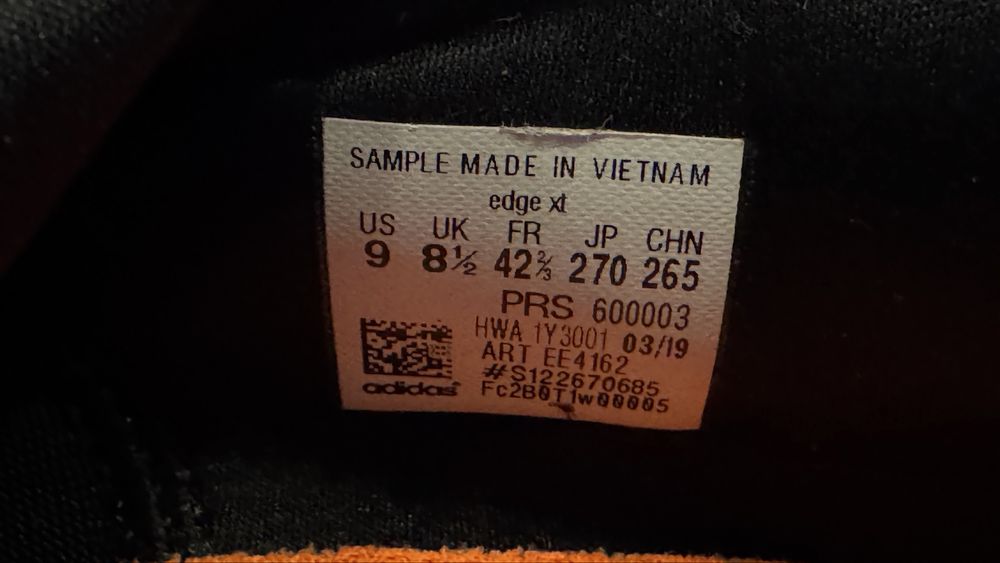 SAMPLE MADE IN VIETNAM
edge xt
US UK FR JP CHN
9 8½ 42⅔ 270 265
PRS 600003
HWA 1Y3001 03/19
ART EE4162
#S122670685
Fc2B0T1w00005
adidas